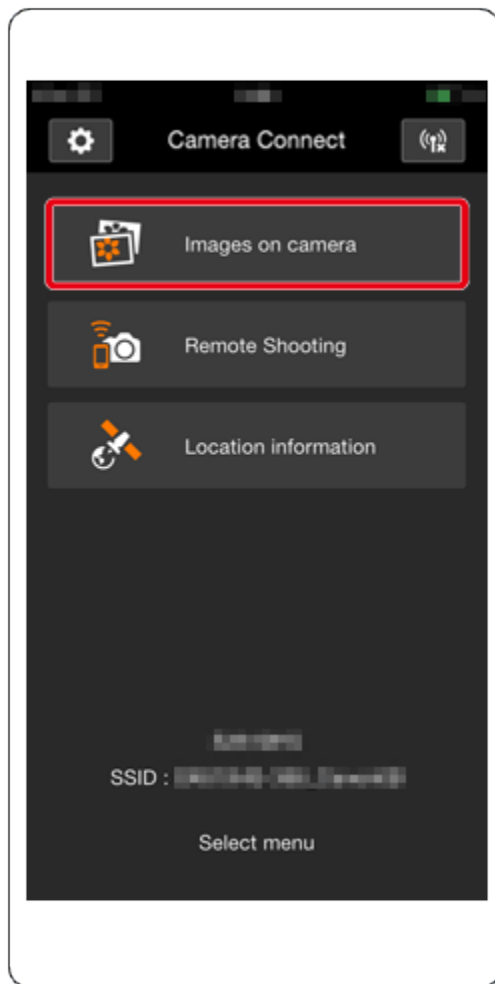 Camera Connect
Images on camera
Remote Shooting
Location information
SSID :
Select menu